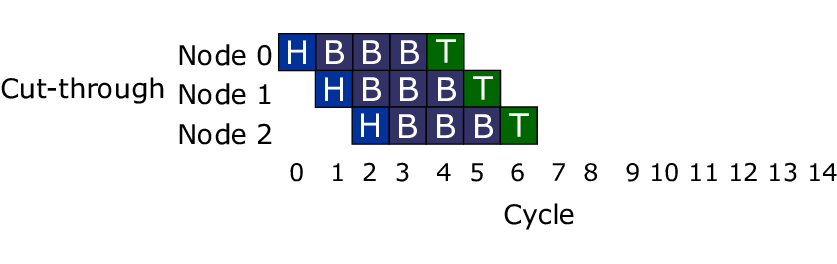 Node 0 H B B B T
Cut-through
Node 1 H B B B T
Node 2 H B B B T
0 1 2 3 4 5 6 7 8 9 10 11 12 13 14
Cycle